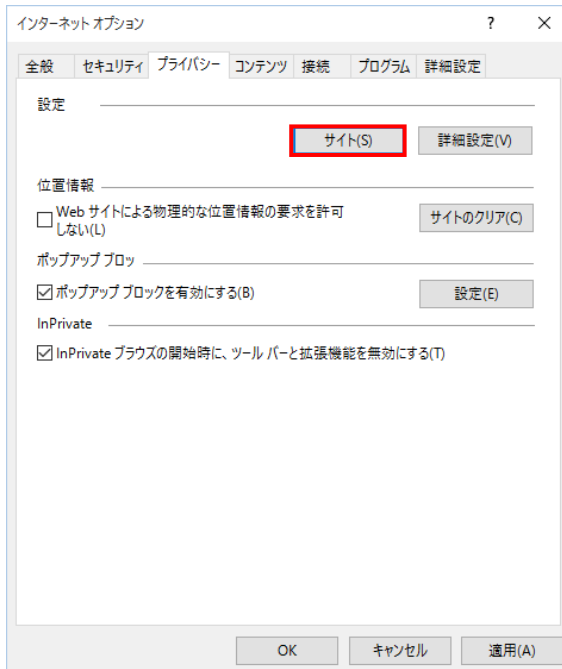 インターネット オプション ? ×
全般 セキュリティ プライバシー コンテンツ 接続 プログラム 詳細設定
設定
サイト(S) 詳細設定(V)
位置情報
Web サイトによる物理的な位置情報の要求を許可
しない(L)
サイトのクリア(C)
ポップアップ ブロッ
ポップアップ ブロックを有効にする(B) 設定(E)
InPrivate
InPrivate ブラウズの開始時に、ツール バーと拡張機能を無効にする(T)
OK キャンセル 適用(A)